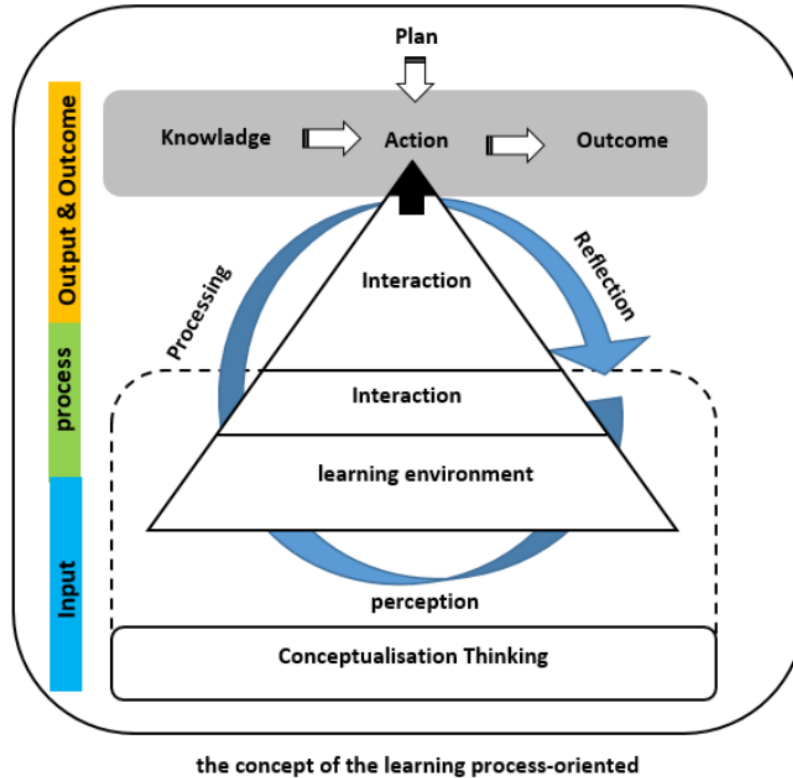 Plan
Knowladge
Action
Outcome
Output & Outcome
Processing
Reflection
Interaction
process
Interaction
learning environment
Input
perception
Conceptualisation Thinking
the concept of the learning process-oriented